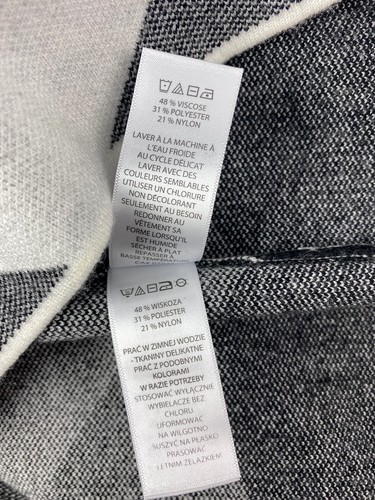 48 % VISCOSE
31 % POLYESTER
21 % NYLON
LAVER À LA MACHINE À
L'EAU FROIDE
AU CYCLE DÉLICAT
LAVER AVEC DES
COULEURS SEMBLABLES
UTILISER UN CHLORURE
NON DÉCOLORANT
SEULEMENT AU BESOIN
REDONNER AU
VÊTEMENT SA
FORME LORSQU'IL
EST HUMIDE
SÉCHER À PLAT
REPASSER À
BASSE TEMPÉRATURE
48 % WISKOZA
31 % POLIESTER
21 % NYLON
PRAĆ W ZIMNEJ WODZIE
- TKANINY DELIKATNE
PRAĆ Z PODOBNYMI
KOLORAMI
W RAZIE POTRZEBY
STOSOWAĆ WYŁĄCZNIE
WYBIELACZE BEZ
CHLORU
UFORMOWAĆ
NA WILGOTNO
SUSZYĆ NA PŁASKO
PRASOWAĆ
LETNIM ŻELAZKIEM